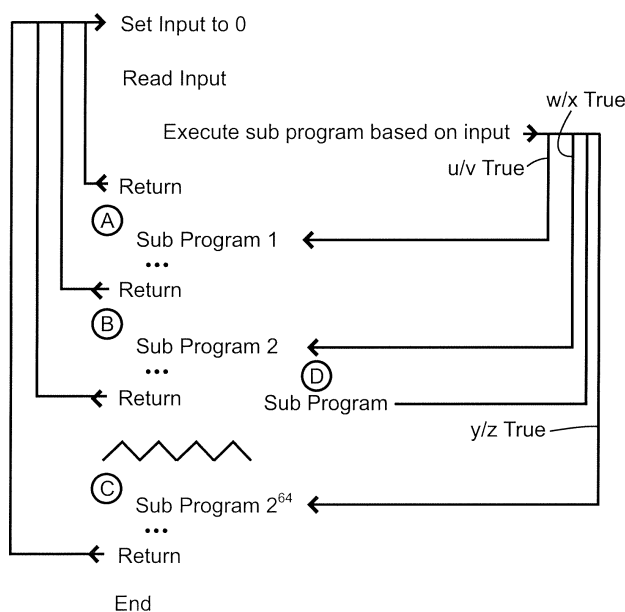 Set Input to 0
Read Input
w/x True
Execute sub program based on input
u/v True
Return
A
Sub Program 1
...
Return
B
Sub Program 2
...
D
Return
Sub Program
y/z True
C
Sub Program 2^64
...
Return
End